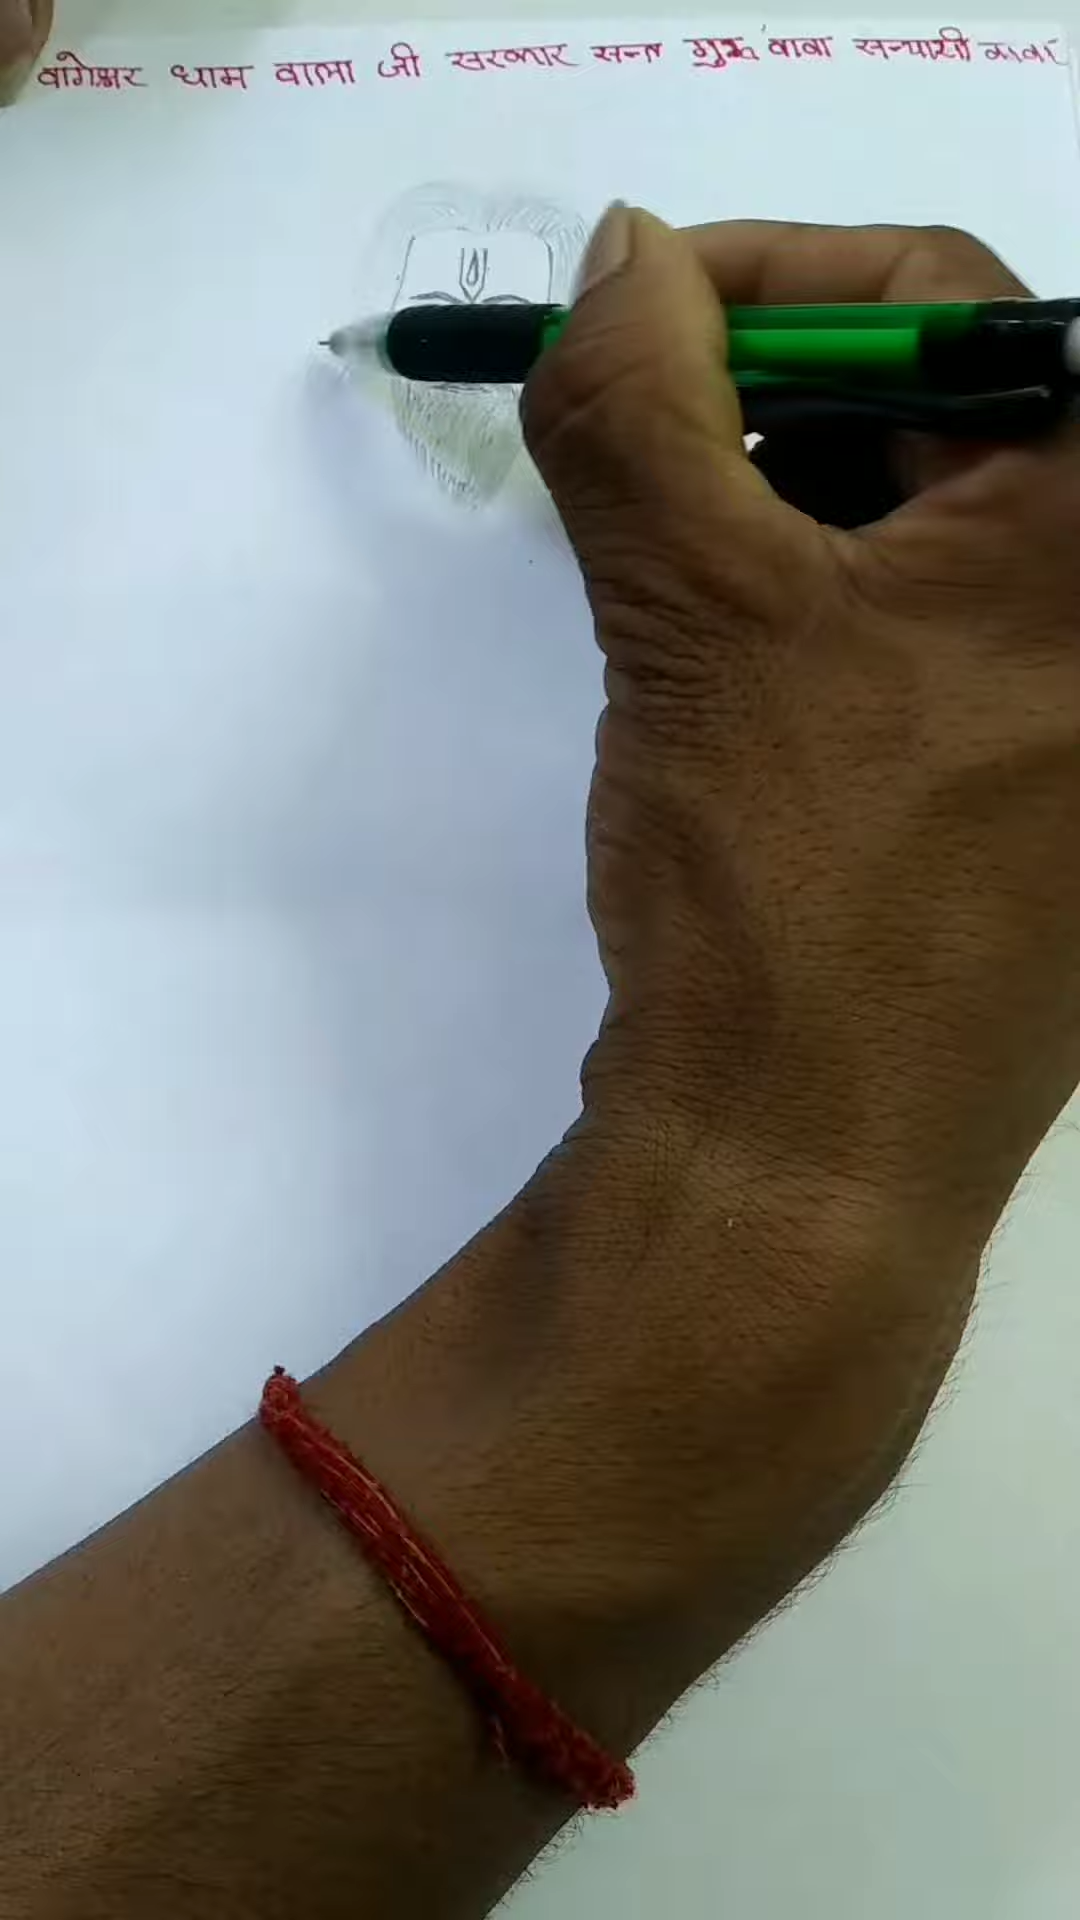 वागेश्वर धाम वाला जी सरकार सन्त गुरू बाबा सन्यासी बाबा